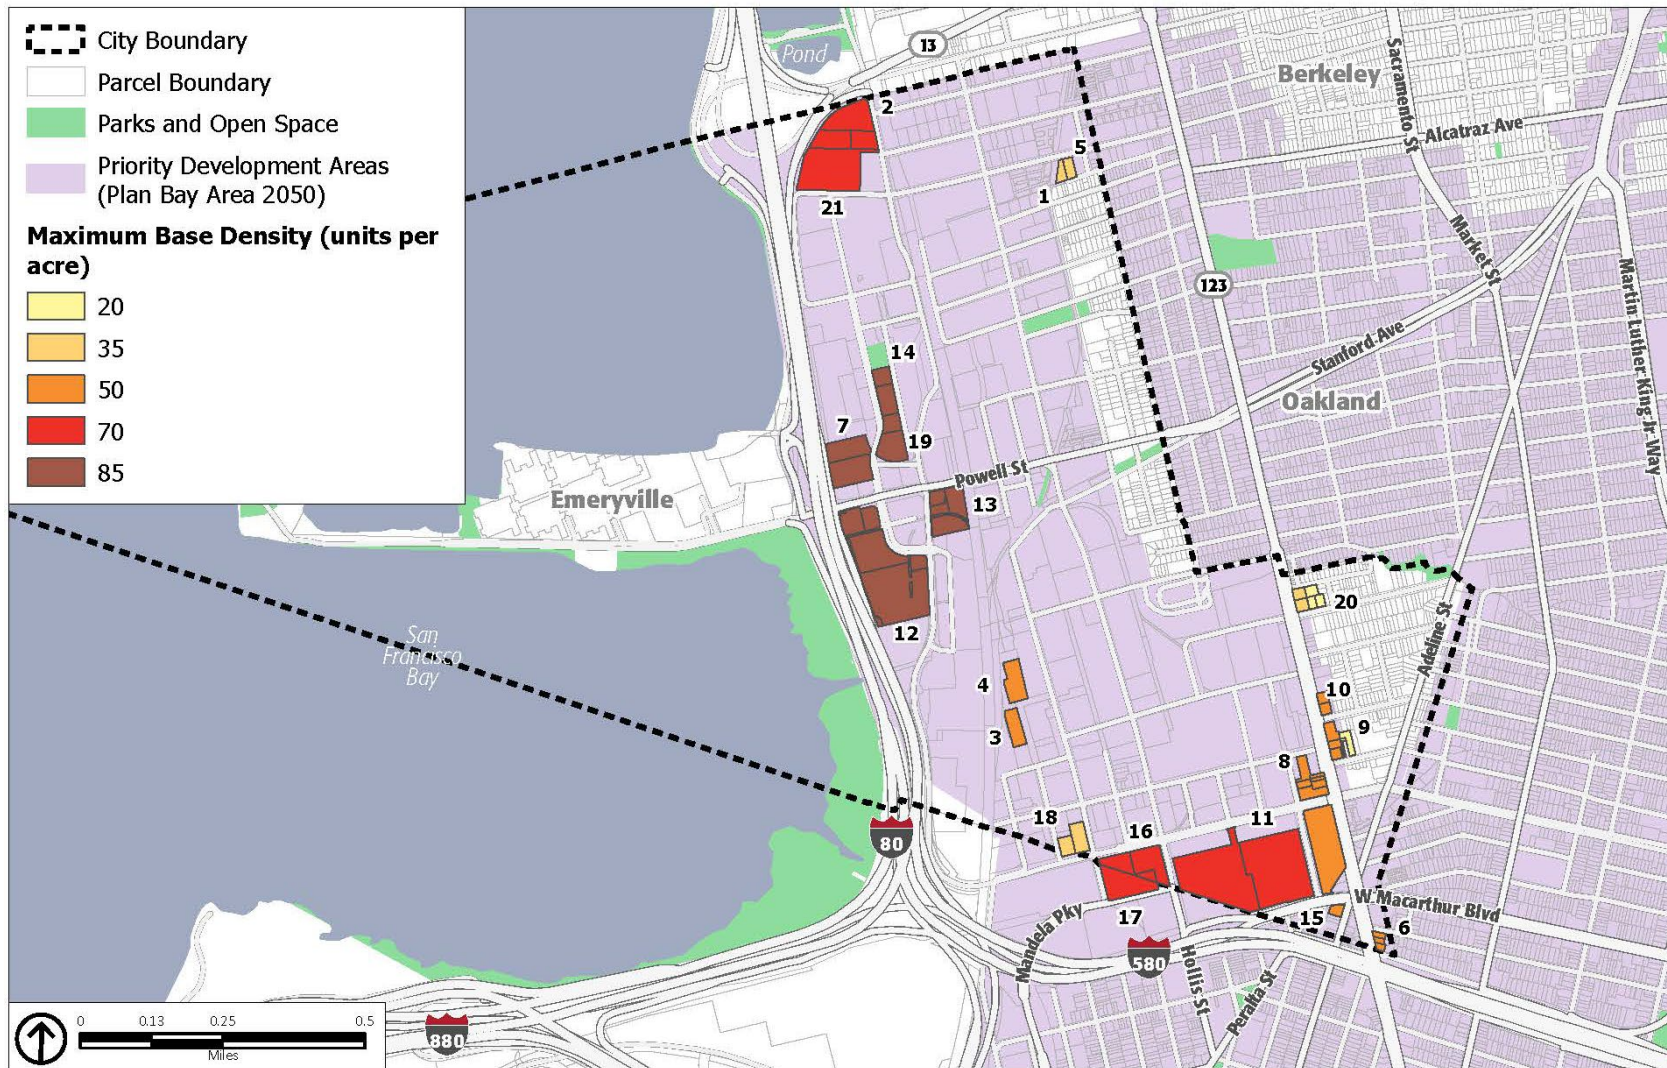 City Boundary
Parcel Boundary
Parks and Open Space
Priority Development Areas
(Plan Bay Area 2050)
Maximum Base Density (units per
acre)
20
35
50
70
85
Pond
13
Berkeley
Sacramento St
Alcatraz Ave
2
5
1
21
Market St
Martin Luther King Jr Way
123
Stanford Ave
14
Oakland
7
19
Powell St
Emeryville
13
20
12
San
Francisco
Bay
Adeline St
4
10
3
9
8
18
16
11
80
W Macarthur Blvd
17
15
6
Mandela Pky
580
Hollis St
Peralta St
0
0.13
0.25
0.5
Miles
880